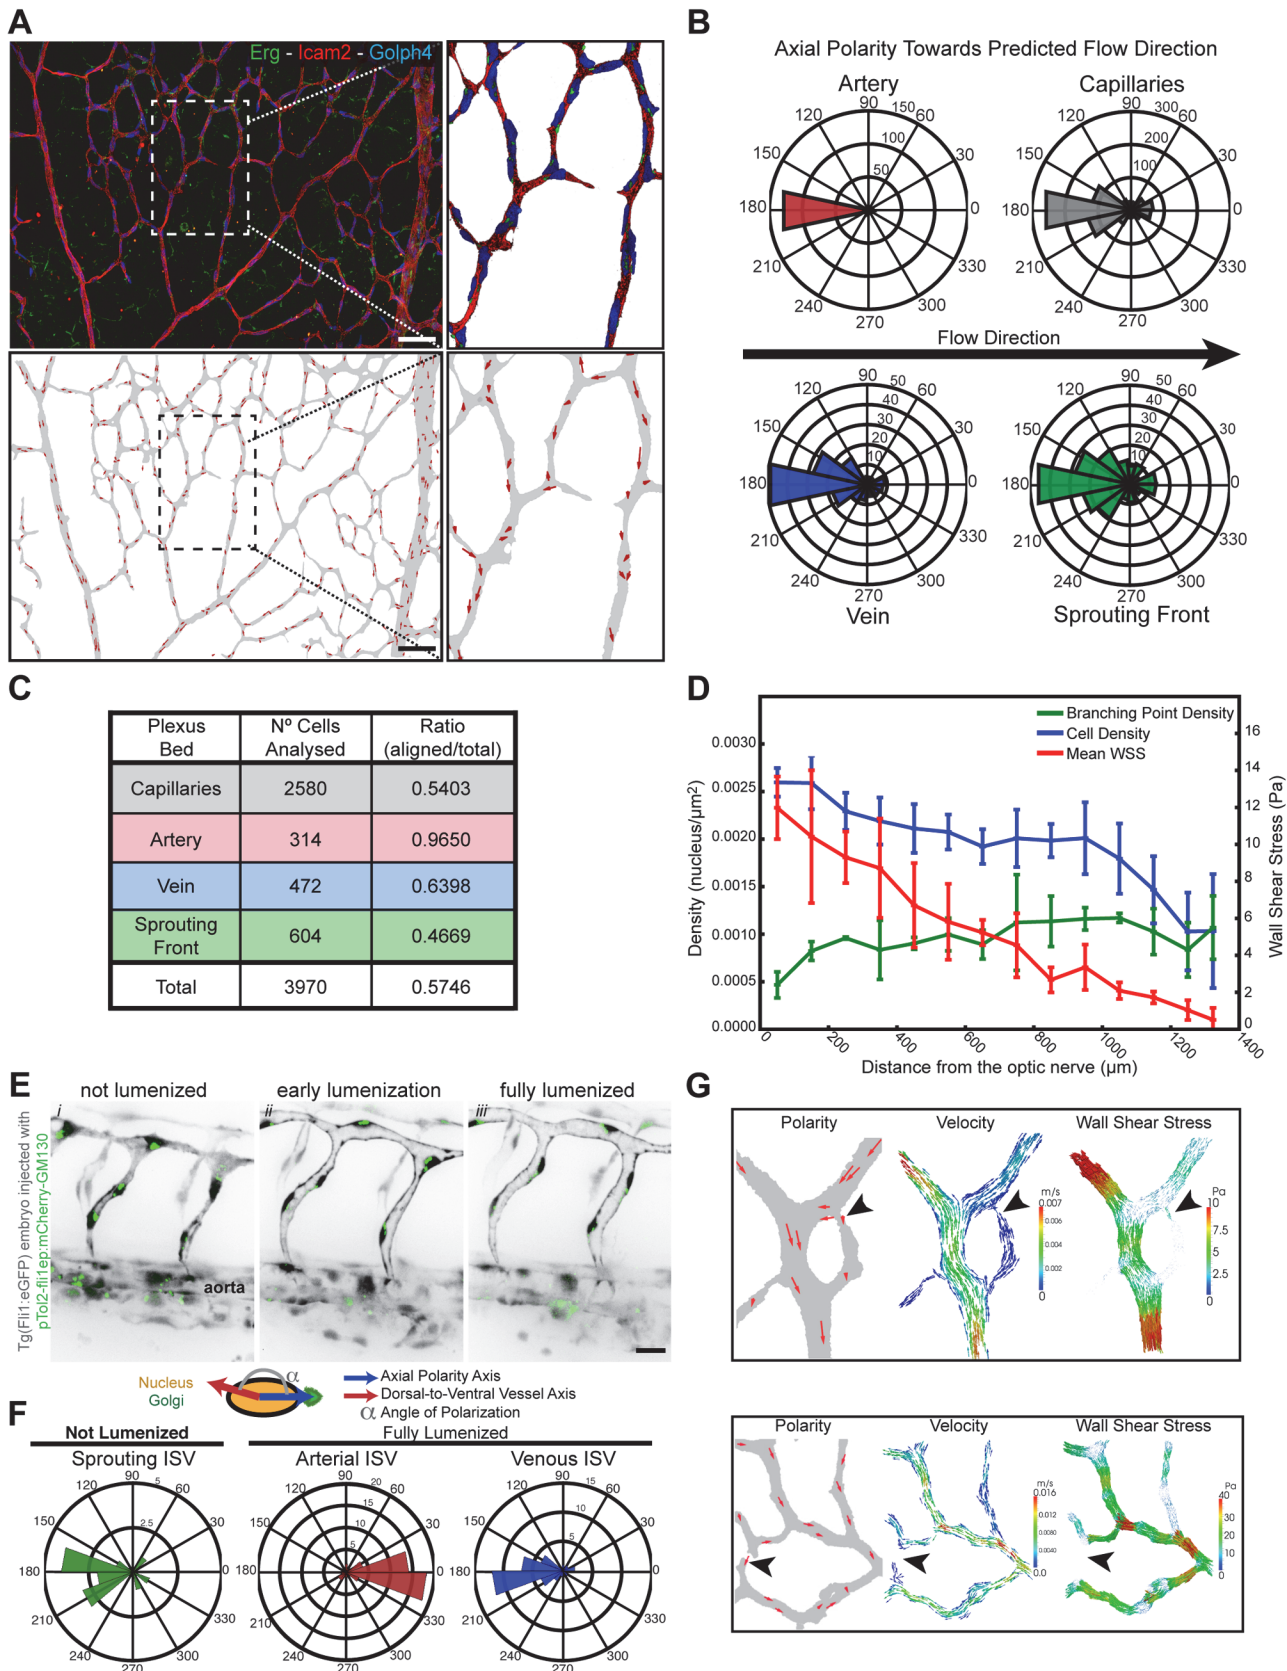 A
Erg - Icam2 - Golph4
B
Axial Polarity Towards Predicted Flow Direction
Artery
90
150
120
60
100
150
50
30
180
0
210
330
240
300
270
Capillaries
90
300
120
60
200
150
100
30
180
0
210
330
240
300
270
Flow Direction
90
50
120
40
60
30
150
20
30
10
180
0
210
330
240
300
270
Vein
90
50
120
40
60
30
150
20
30
10
180
0
210
330
240
300
270
Sprouting Front
C
Plexus Bed
Nº Cells Analysed
Ratio (aligned/total)
Capillaries 2580 0.5403
Artery 314 0.9650
Vein 472 0.6398
Sprouting Front 604 0.4669
Total 3970 0.5746
D
Branching Point Density
Cell Density
Mean WSS
Density (nucleus/µm²)
0.0030
0.0025
0.0020
0.0015
0.0010
0.0005
0.0000
Wall Shear Stress (Pa)
16
14
12
10
8
6
4
2
0
0 200 400 600 800 1000 1200 1400
Distance from the optic nerve (µm)
E
not lumenized
early lumenization
fully lumenized
Tg(Fli1:eGFP) embryo injected with
pTol2-fli1ep:mCherry-GM130
i
ii
iii
aorta
Nucleus
Golgi
α
Axial Polarity Axis
Dorsal-to-Ventral Vessel Axis
α Angle of Polarization
F
Not Lumenized
Fully Lumenized
Sprouting ISV
90
5
120
60
150
2.5
30
180
0
210
330
240
300
270
Arterial ISV
90
20
120
60
15
150
10
30
5
180
0
210
330
240
300
270
Venous ISV
90
15
120
60
10
150
5
30
180
0
210
330
240
300
270
G
Polarity
Velocity
Wall Shear Stress
m/s
0.007
0.006
0.004
0.002
0
Pa
10
7.5
5
2.5
0
Polarity
Velocity
Wall Shear Stress
m/s
0.016
0.012
0.0080
0.0040
0.0
Pa
40
30
20
10
0